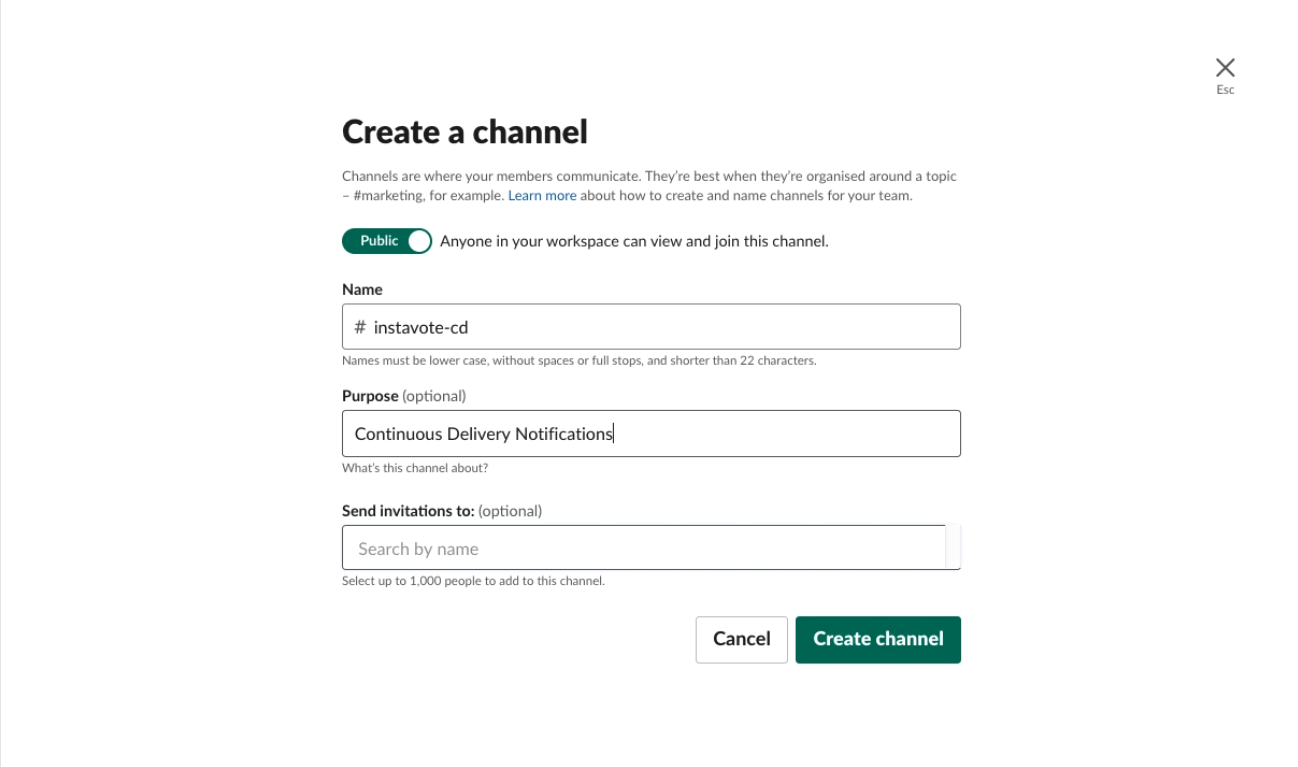 Esc
Create a channel
Channels are where your members communicate. They’re best when they’re organised around a topic
– #marketing, for example. Learn more about how to create and name channels for your team.
Public Anyone in your workspace can view and join this channel.
Name
# instavote-cd
Names must be lower case, without spaces or full stops, and shorter than 22 characters.
Purpose (optional)
Continuous Delivery Notifications
What’s this channel about?
Send invitations to: (optional)
Search by name
Select up to 1,000 people to add to this channel.
Cancel Create channel